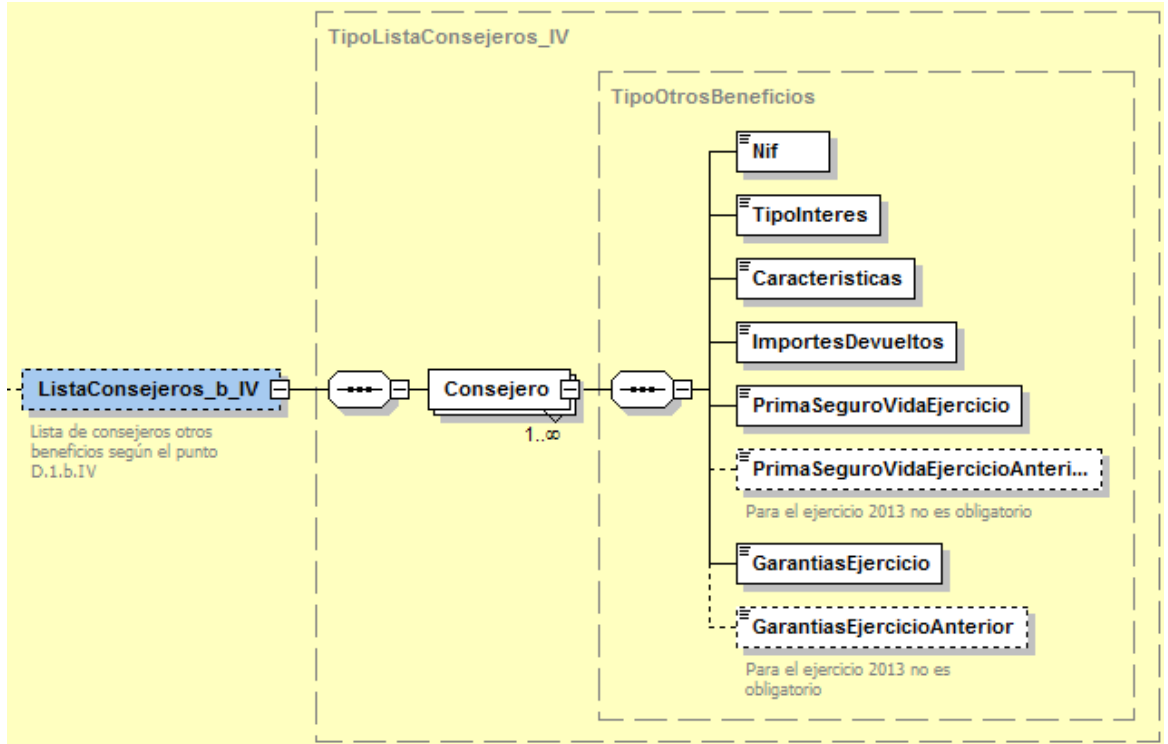 TipoListaConsejeros_IV
TipoOtrosBeneficios
Nif
TipoInteres
Caracteristicas
ImportesDevueltos
ListaConsejeros_b_IV
Consejero
PrimaSeguroVidaEjercicio
Lista de consejeros otros
beneficios según el punto
D.1.b.IV
1..∞
PrimaSeguroVidaEjercicioAnteri...
Para el ejercicio 2013 no es obligatorio
GarantiasEjercicio
GarantiasEjercicioAnterior
Para el ejercicio 2013 no es
obligatorio